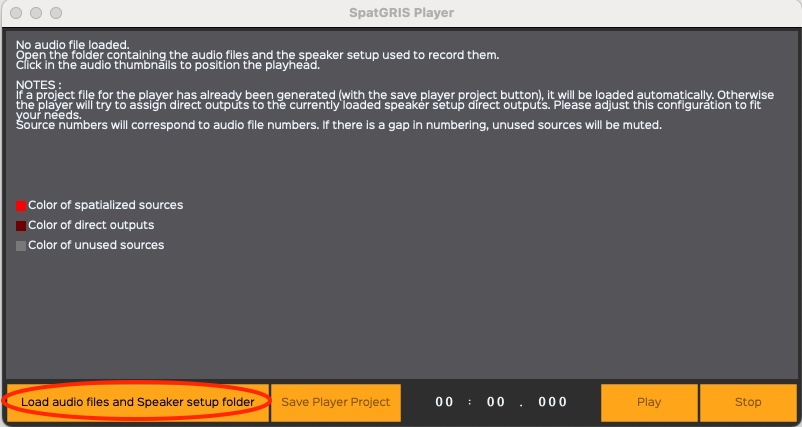 SpatGRIS Player
No audio file loaded.
Open the folder containing the audio files and the speaker setup used to record them.
Click in the audio thumbnails to position the playhead.
NOTES :
If a project file for the player has already been generated (with the save player project button), it will be loaded automatically. Otherwise
the player will try to assign direct outputs to the currently loaded speaker setup direct outputs. Please adjust this configuration to fit
your needs.
Source numbers will correspond to audio file numbers. If there is a gap in numbering, unused sources will be muted.
Color of spatialized sources
Color of direct outputs
Color of unused sources
Load audio files and Speaker setup folder
Save Player Project
00 : 00 . 000
Play
Stop